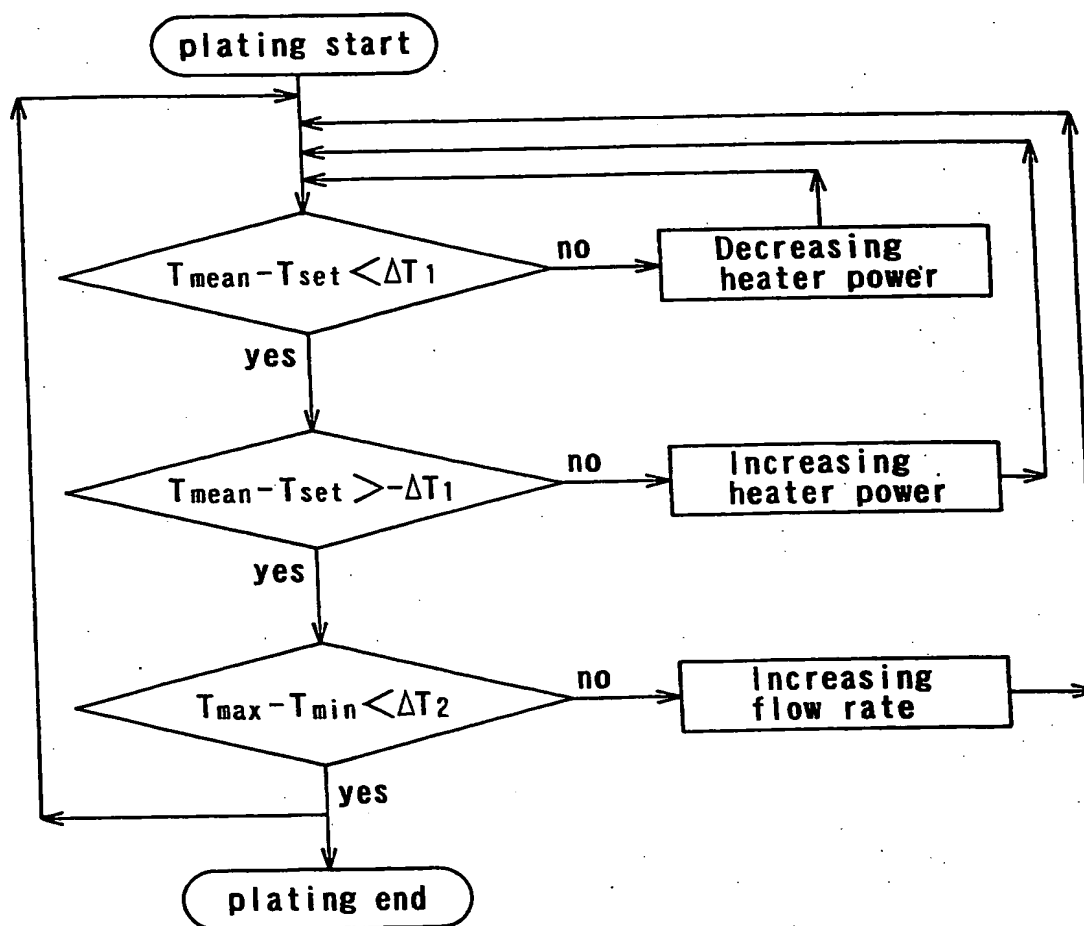 plating start
Tmean-Tset<ΔT1
no
Decreasing
heater power
yes
Tmean-Tset>-ΔT1
no
Increasing
heater power
yes
Tmax-Tmin<ΔT2
no
Increasing
flow rate
yes
plating end